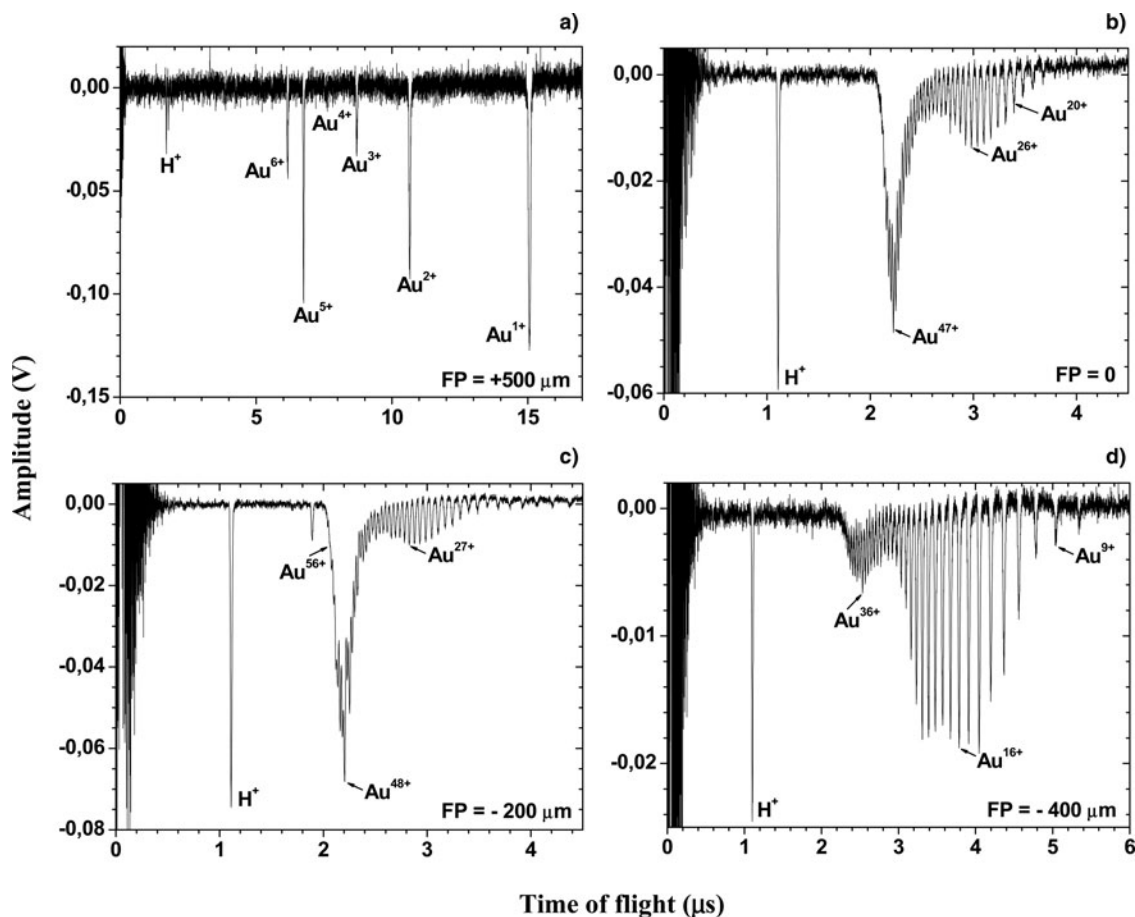 a)
0,00
-0,05
-0,10
-0,15
0 5 10 15
H+
Au6+
Au5+
Au4+
Au3+
Au2+
Au1+
FP = +500 µm
b)
0,00
-0,02
-0,04
-0,06
0 1 2 3 4
H+
Au47+
Au26+
Au20+
FP = 0
c)
0,00
-0,02
-0,04
-0,06
-0,08
0 1 2 3 4
H+
Au56+
Au48+
Au27+
FP = - 200 µm
d)
0,00
-0,01
-0,02
0 1 2 3 4 5 6
H+
Au36+
Au16+
Au9+
FP = - 400 µm
Amplitude (V)
Time of flight (µs)